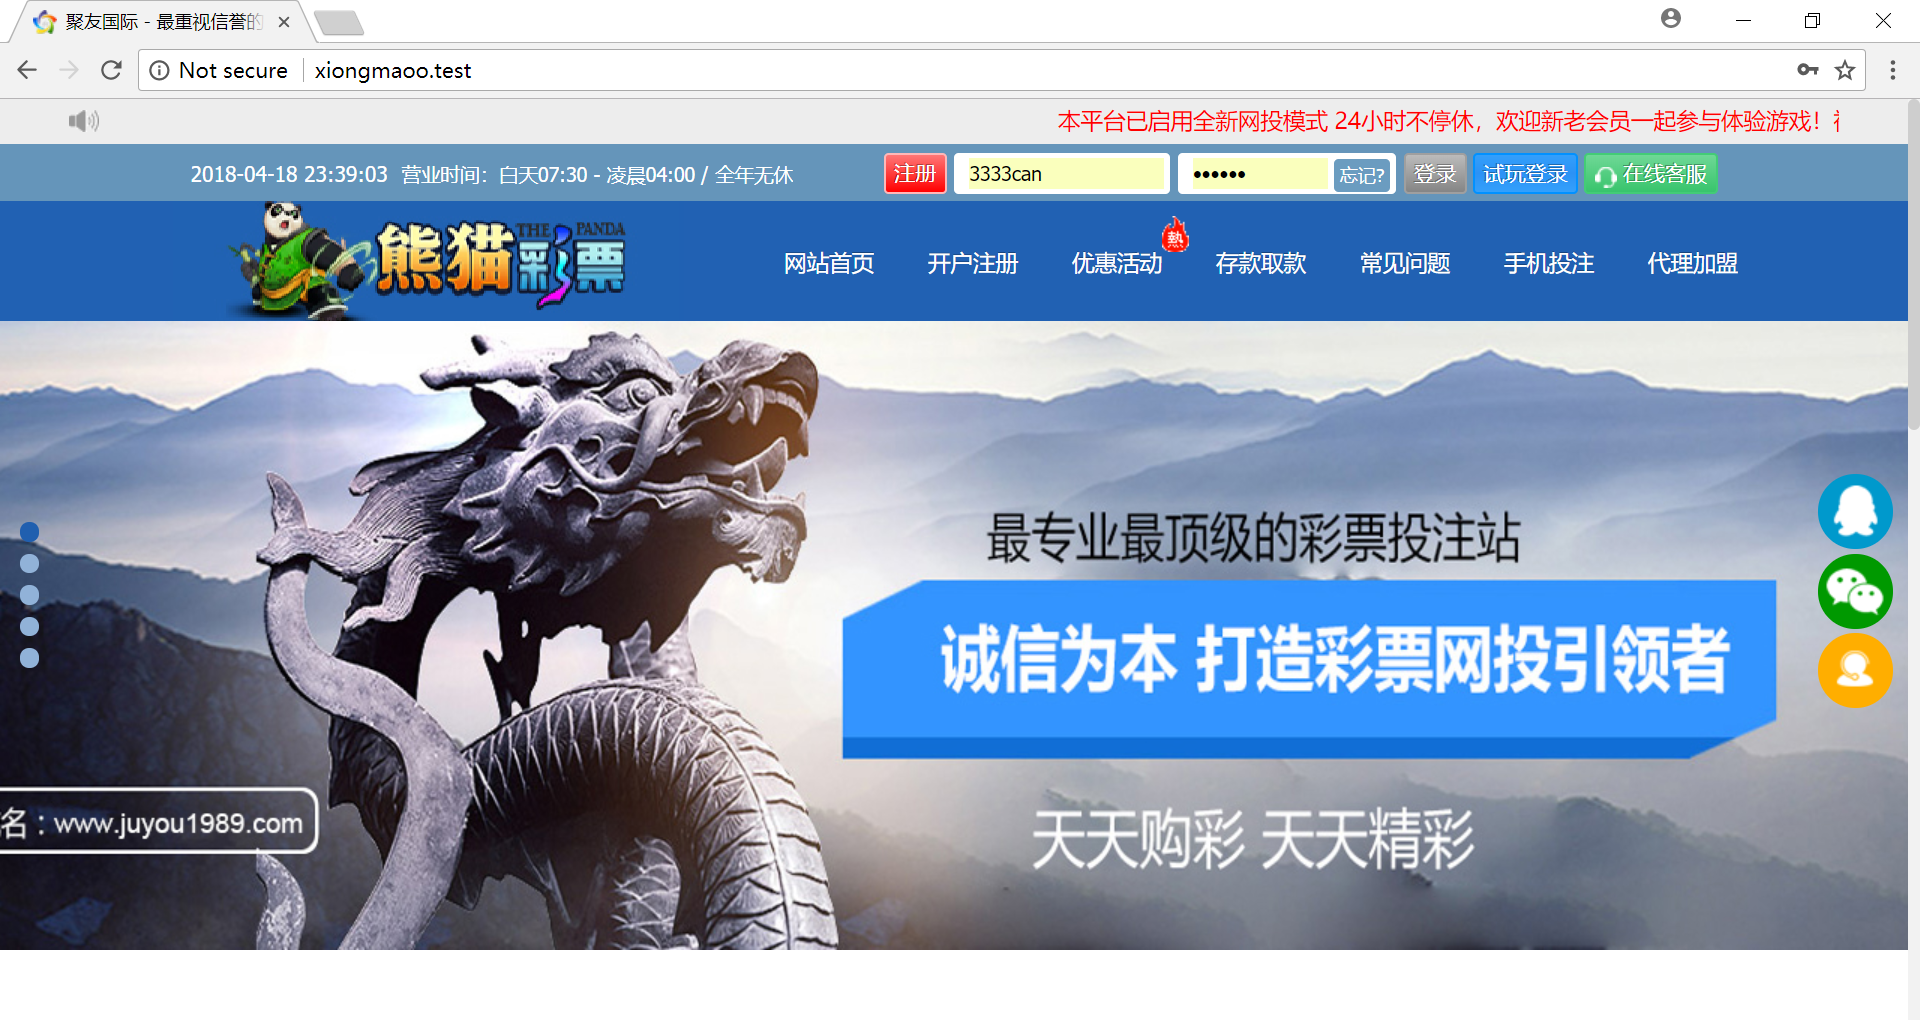 聚友国际 - 最重视信誉的
Not secure
xiongmaoo.test
本平台已启用全新网投模式 24小时不停休，欢迎新老会员一起参与体验游戏！
2018-04-18 23:39:03 营业时间：白天07:30 - 凌晨04:00 / 全年无休
注册
3333can
••••••
忘记?
登录
试玩登录
在线客服
THE PANDA
熊猫彩票
网站首页
开户注册
优惠活动
熱
存款取款
常见问题
手机投注
代理加盟
最专业最顶级的彩票投注站
诚信为本 打造彩票网投引领者
名：www.juyou1989.com
天天购彩 天天精彩